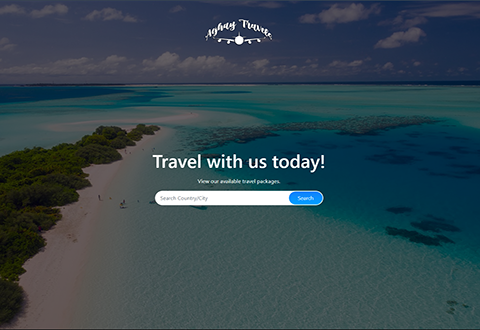 Aghay Travels
Travel with us today!
View our available travel packages.
Search Country/City
Search